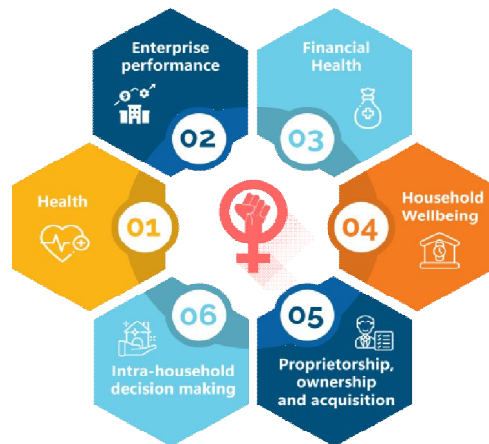 Health
01
Enterprise
performance
02
Financial
Health
03
Household
Wellbeing
04
Proprietorship,
ownership
and acquisition
05
Intra-household
decision making
06